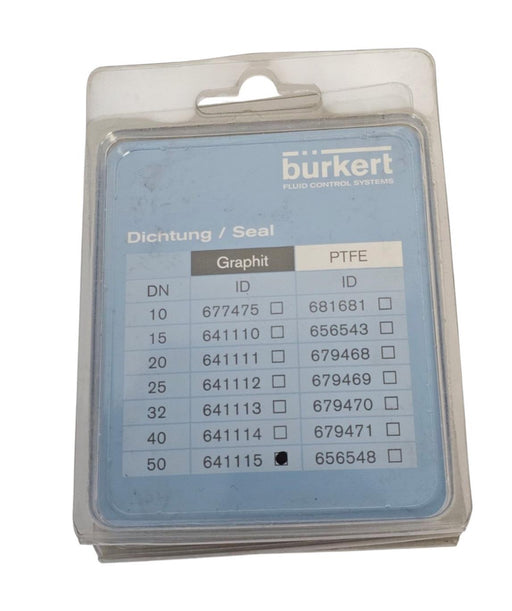 bürkert
FLUID CONTROL SYSTEMS
Dichtung / Seal
Graphit PTFE
DN ID ID
10 677475 681681
15 641110 656543
20 641111 679468
25 641112 679469
32 641113 679470
40 641114 679471
50 641115 656548